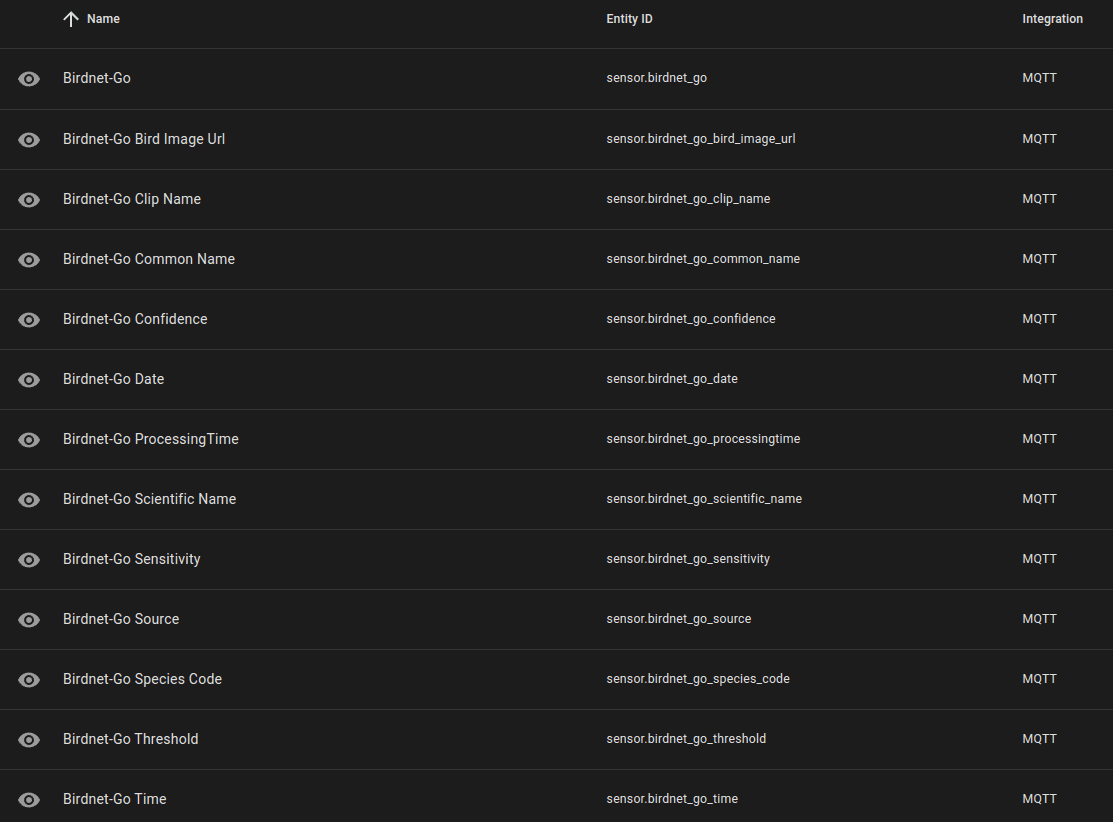 Name Entity ID Integration
Birdnet-Go sensor.birdnet_go MQTT
Birdnet-Go Bird Image Url sensor.birdnet_go_bird_image_url MQTT
Birdnet-Go Clip Name sensor.birdnet_go_clip_name MQTT
Birdnet-Go Common Name sensor.birdnet_go_common_name MQTT
Birdnet-Go Confidence sensor.birdnet_go_confidence MQTT
Birdnet-Go Date sensor.birdnet_go_date MQTT
Birdnet-Go ProcessingTime sensor.birdnet_go_processingtime MQTT
Birdnet-Go Scientific Name sensor.birdnet_go_scientific_name MQTT
Birdnet-Go Sensitivity sensor.birdnet_go_sensitivity MQTT
Birdnet-Go Source sensor.birdnet_go_source MQTT
Birdnet-Go Species Code sensor.birdnet_go_species_code MQTT
Birdnet-Go Threshold sensor.birdnet_go_threshold MQTT
Birdnet-Go Time sensor.birdnet_go_time MQTT